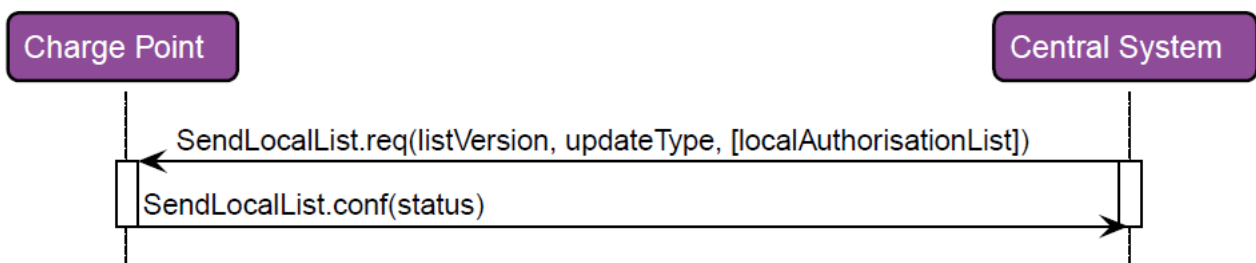 Charge Point
Central System
SendLocalList.req(listVersion, updateType, [localAuthorisationList])
SendLocalList.conf(status)